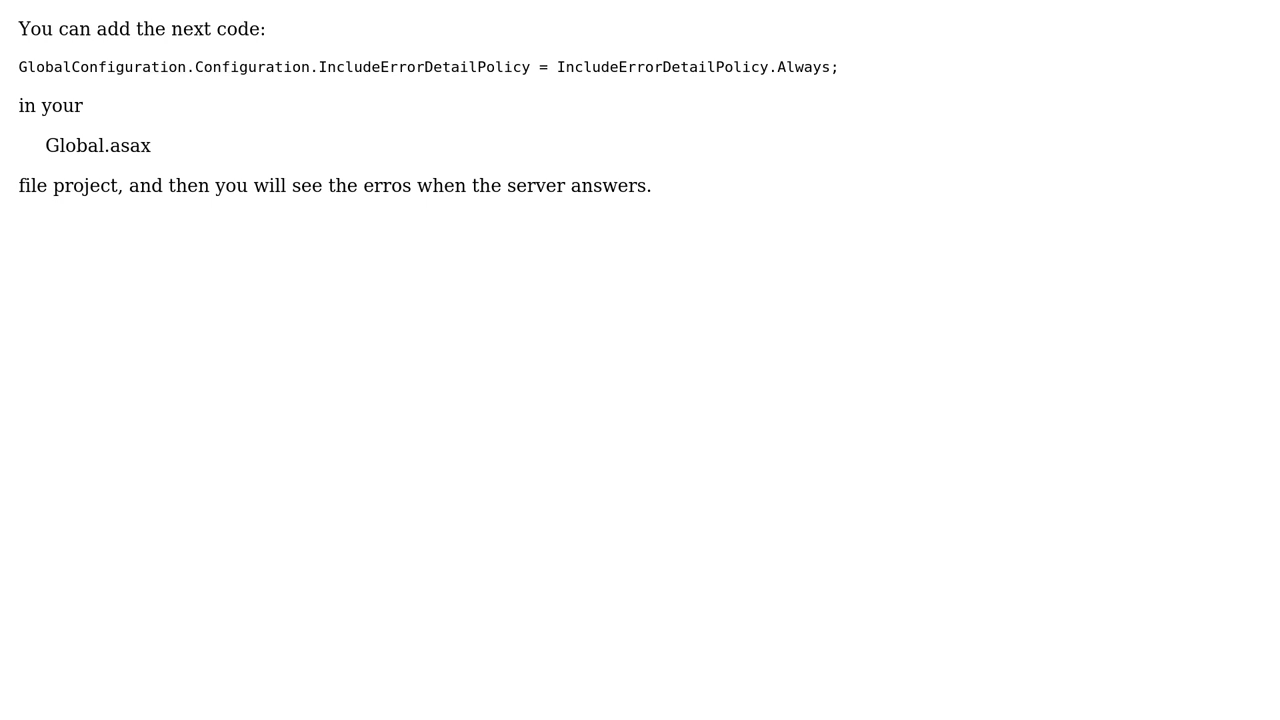 You can add the next code:
GlobalConfiguration.Configuration.IncludeErrorDetailPolicy = IncludeErrorDetailPolicy.Always;
in your
Global.asax
file project, and then you will see the erros when the server answers.